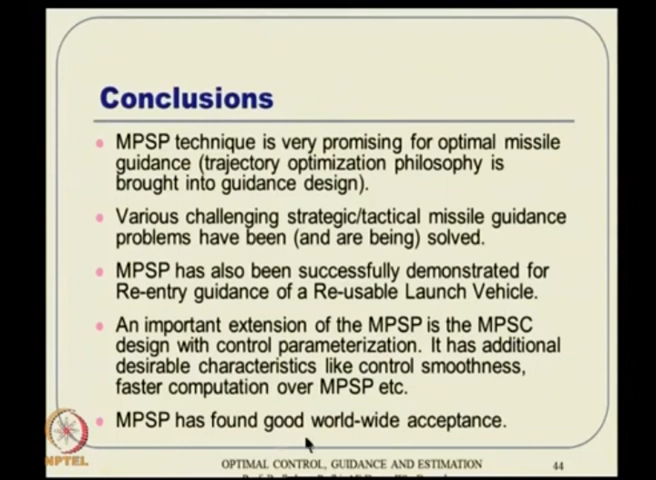 Conclusions
MPSP technique is very promising for optimal missile
guidance (trajectory optimization philosophy is
brought into guidance design).
Various challenging strategic/tactical missile guidance
problems have been (and are being) solved.
MPSP has also been successfully demonstrated for
Re-entry guidance of a Re-usable Launch Vehicle.
An important extension of the MPSP is the MPSC
design with control parameterization. It has additional
desirable characteristics like control smoothness,
faster computation over MPSP etc.
MPSP has found good world-wide acceptance.
NPTEL
OPTIMAL CONTROL, GUIDANCE AND ESTIMATION
44